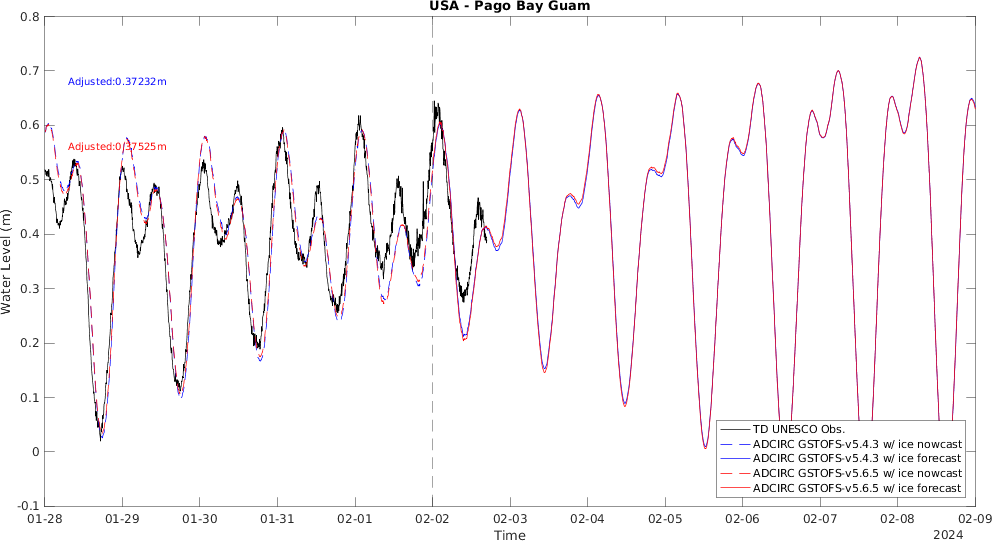 USA - Pago Bay Guam
0.8
0.7
0.6
0.5
0.4
0.3
0.2
0.1
0
-0.1
Water Level (m)
Adjusted:0.37232m
Adjusted:0.37525m
TD UNESCO Obs.
ADCIRC GSTOFS-v5.4.3 w/ ice nowcast
ADCIRC GSTOFS-v5.4.3 w/ ice forecast
ADCIRC GSTOFS-v5.6.5 w/ ice nowcast
ADCIRC GSTOFS-v5.6.5 w/ ice forecast
01-28 01-29 01-30 01-31 02-01 02-02 02-03 02-04 02-05 02-06 02-07 02-08 02-09
Time
2024